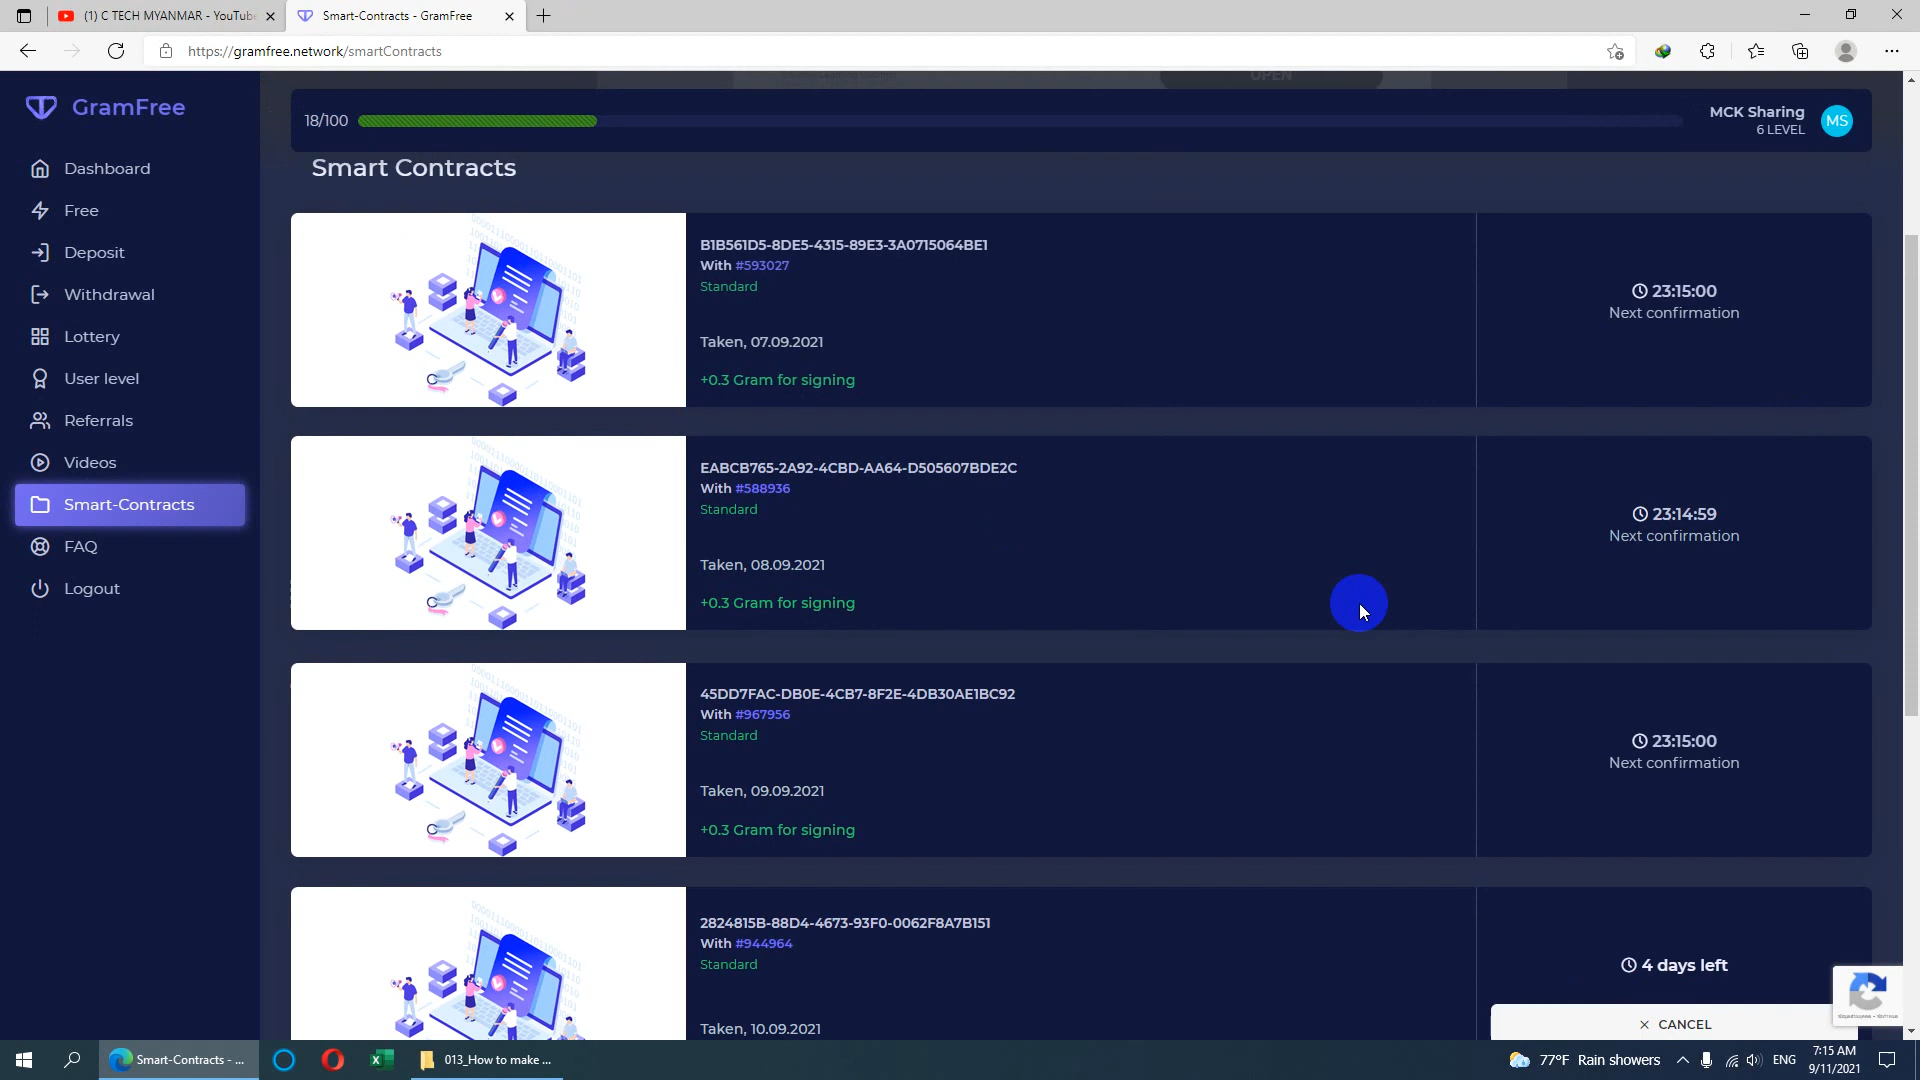 (1) C TECH MYANMAR - YouTube
Smart-Contracts - GramFree
https://gramfree.network/smartContracts
GramFree
Dashboard
Free
Deposit
Withdrawal
Lottery
User level
Referrals
Videos
Smart-Contracts
FAQ
Logout
OPEN
18/100
MCK Sharing
6 LEVEL
MS
Smart Contracts
B1B561D5-8DE5-4315-89E3-3A0715064BE1
With #593027
Standard
Taken, 07.09.2021
+0.3 Gram for signing
23:15:00
Next confirmation
EABCB765-2A92-4CBD-AA64-D505607BDE2C
With #588936
Standard
Taken, 08.09.2021
+0.3 Gram for signing
23:14:59
Next confirmation
45DD7FAC-DB0E-4CB7-8F2E-4DB30AE1BC92
With #967956
Standard
Taken, 09.09.2021
+0.3 Gram for signing
23:15:00
Next confirmation
2824815B-88D4-4673-93F0-0062F8A7B151
With #944964
Standard
Taken, 10.09.2021
4 days left
CANCEL
Smart-Contracts - ...
013_How to make ...
77°F Rain showers
ENG
7:15 AM
9/11/2021